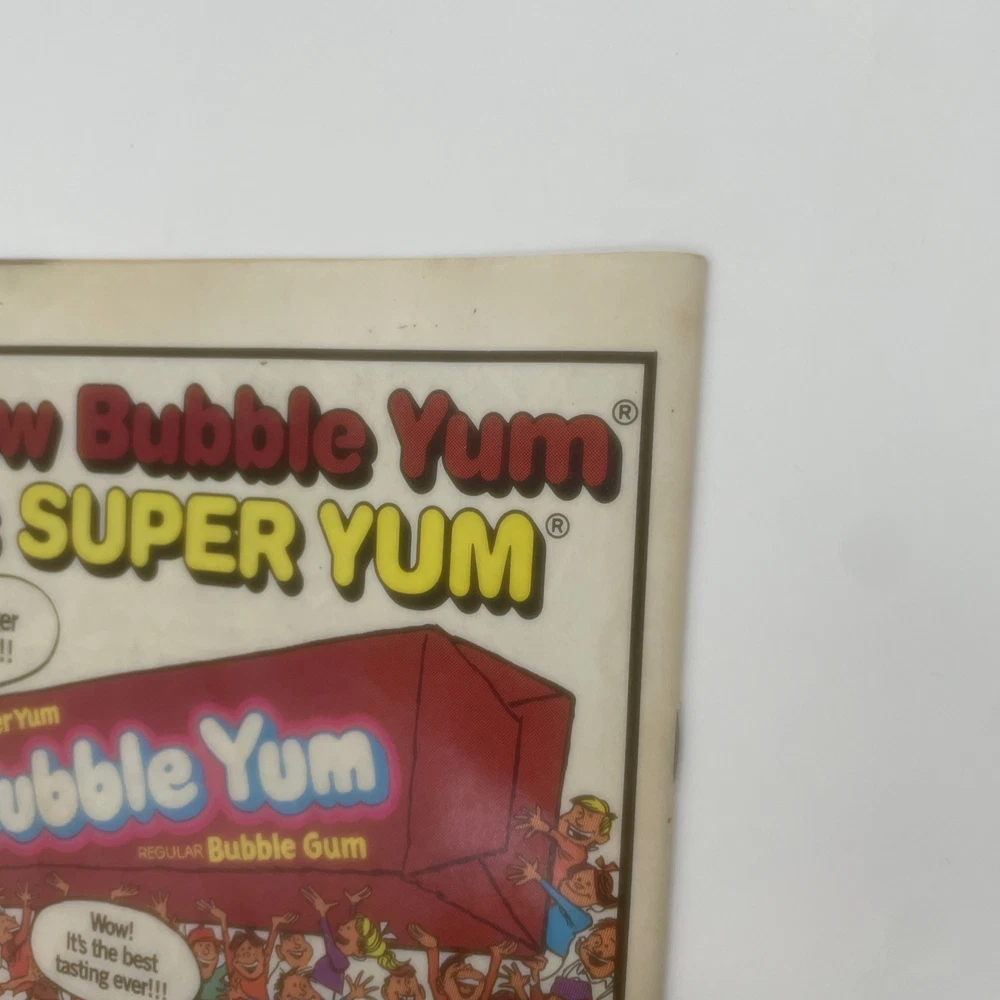 w Bubble Yum®
SUPER YUM®
er
!!
er Yum
ubble Yum
REGULAR Bubble Gum
Wow!
It's the best
tasting ever!!!